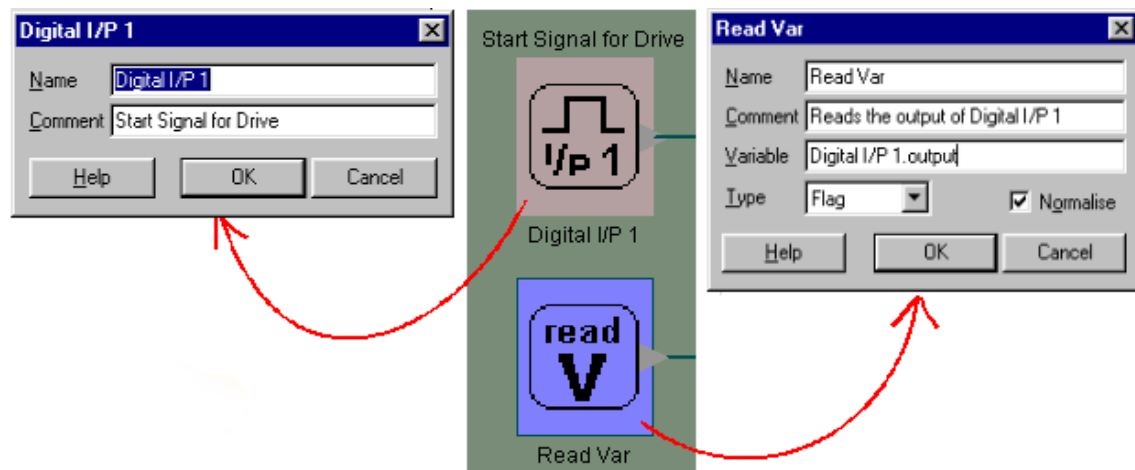 Digital I/P 1
Name Digital I/P 1
Comment Start Signal for Drive
Help OK Cancel
Start Signal for Drive
I/p 1
Digital I/P 1
read
V
Read Var
Read Var
Name Read Var
Comment Reads the output of Digital I/P 1
Variable Digital I/P 1.output
Type Flag Normalise
Help OK Cancel